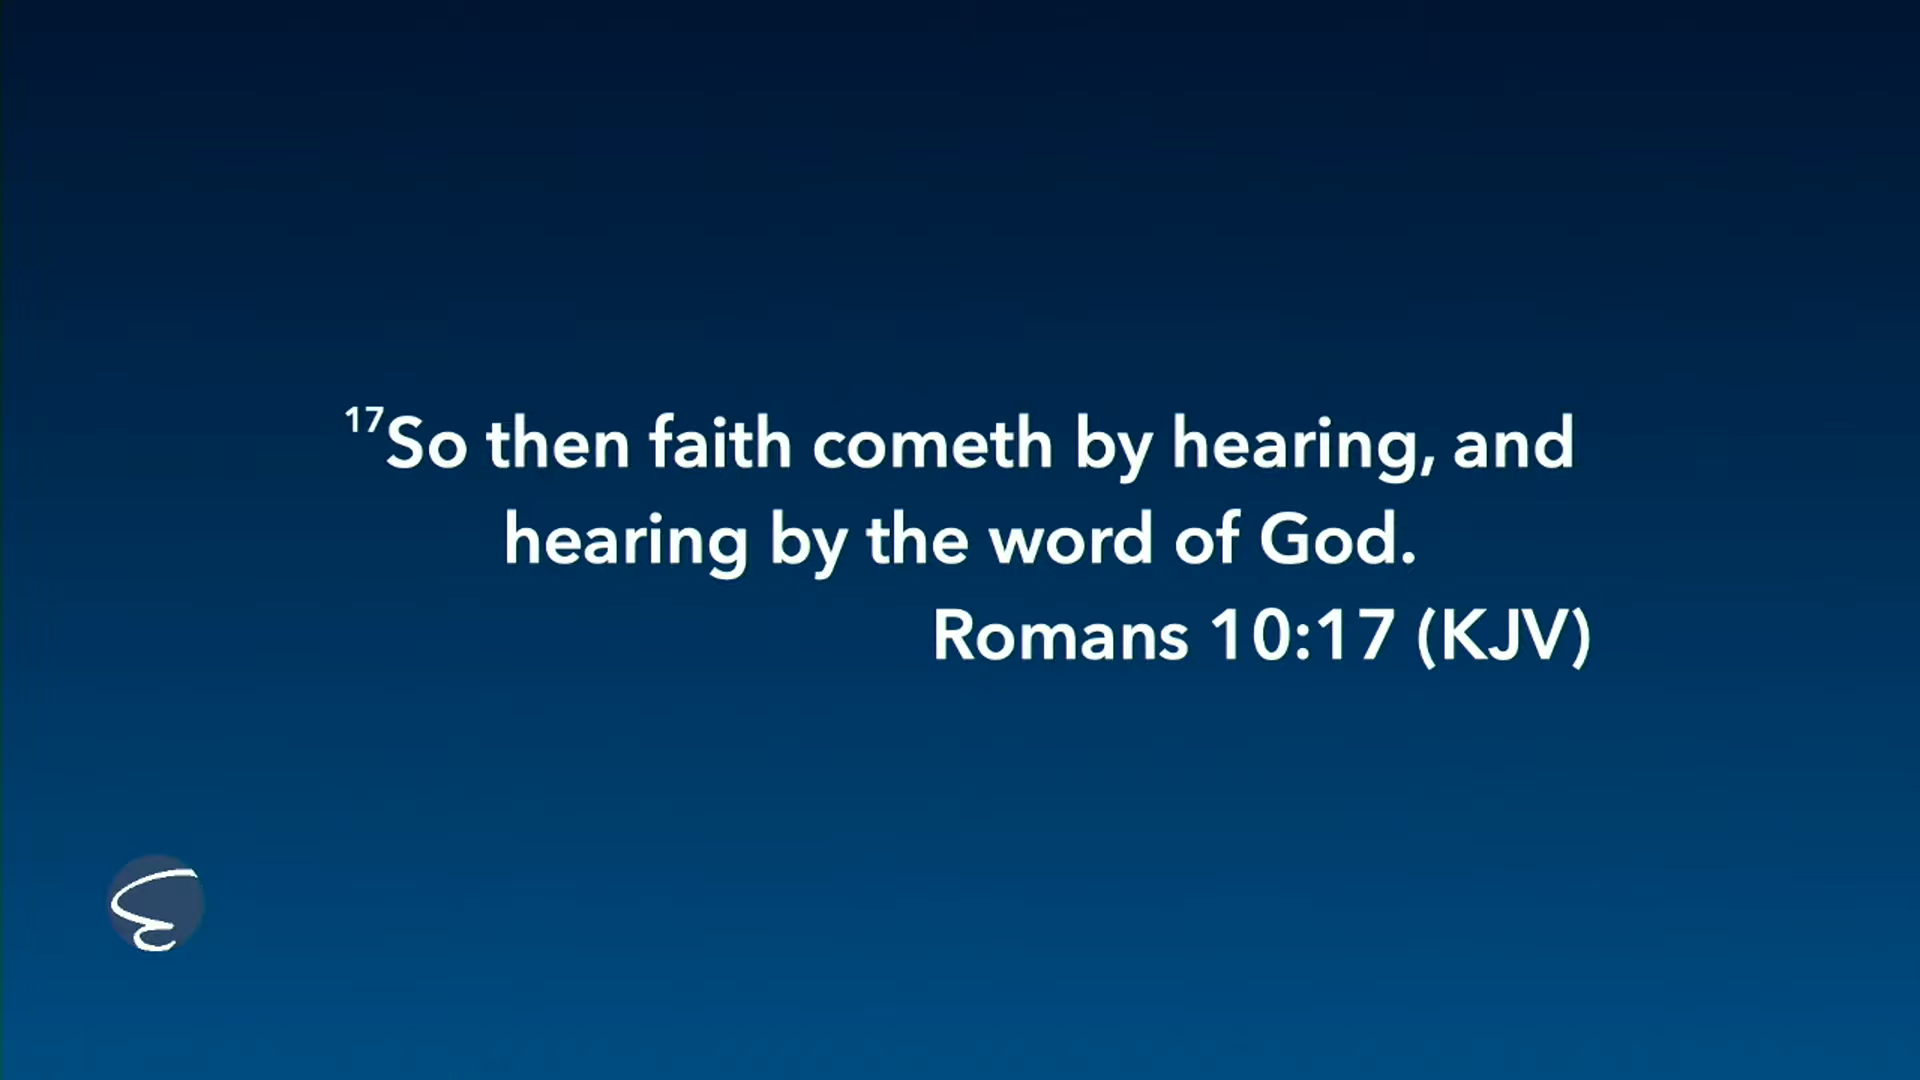 17So then faith cometh by hearing, and
hearing by the word of God.
Romans 10:17 (KJV)